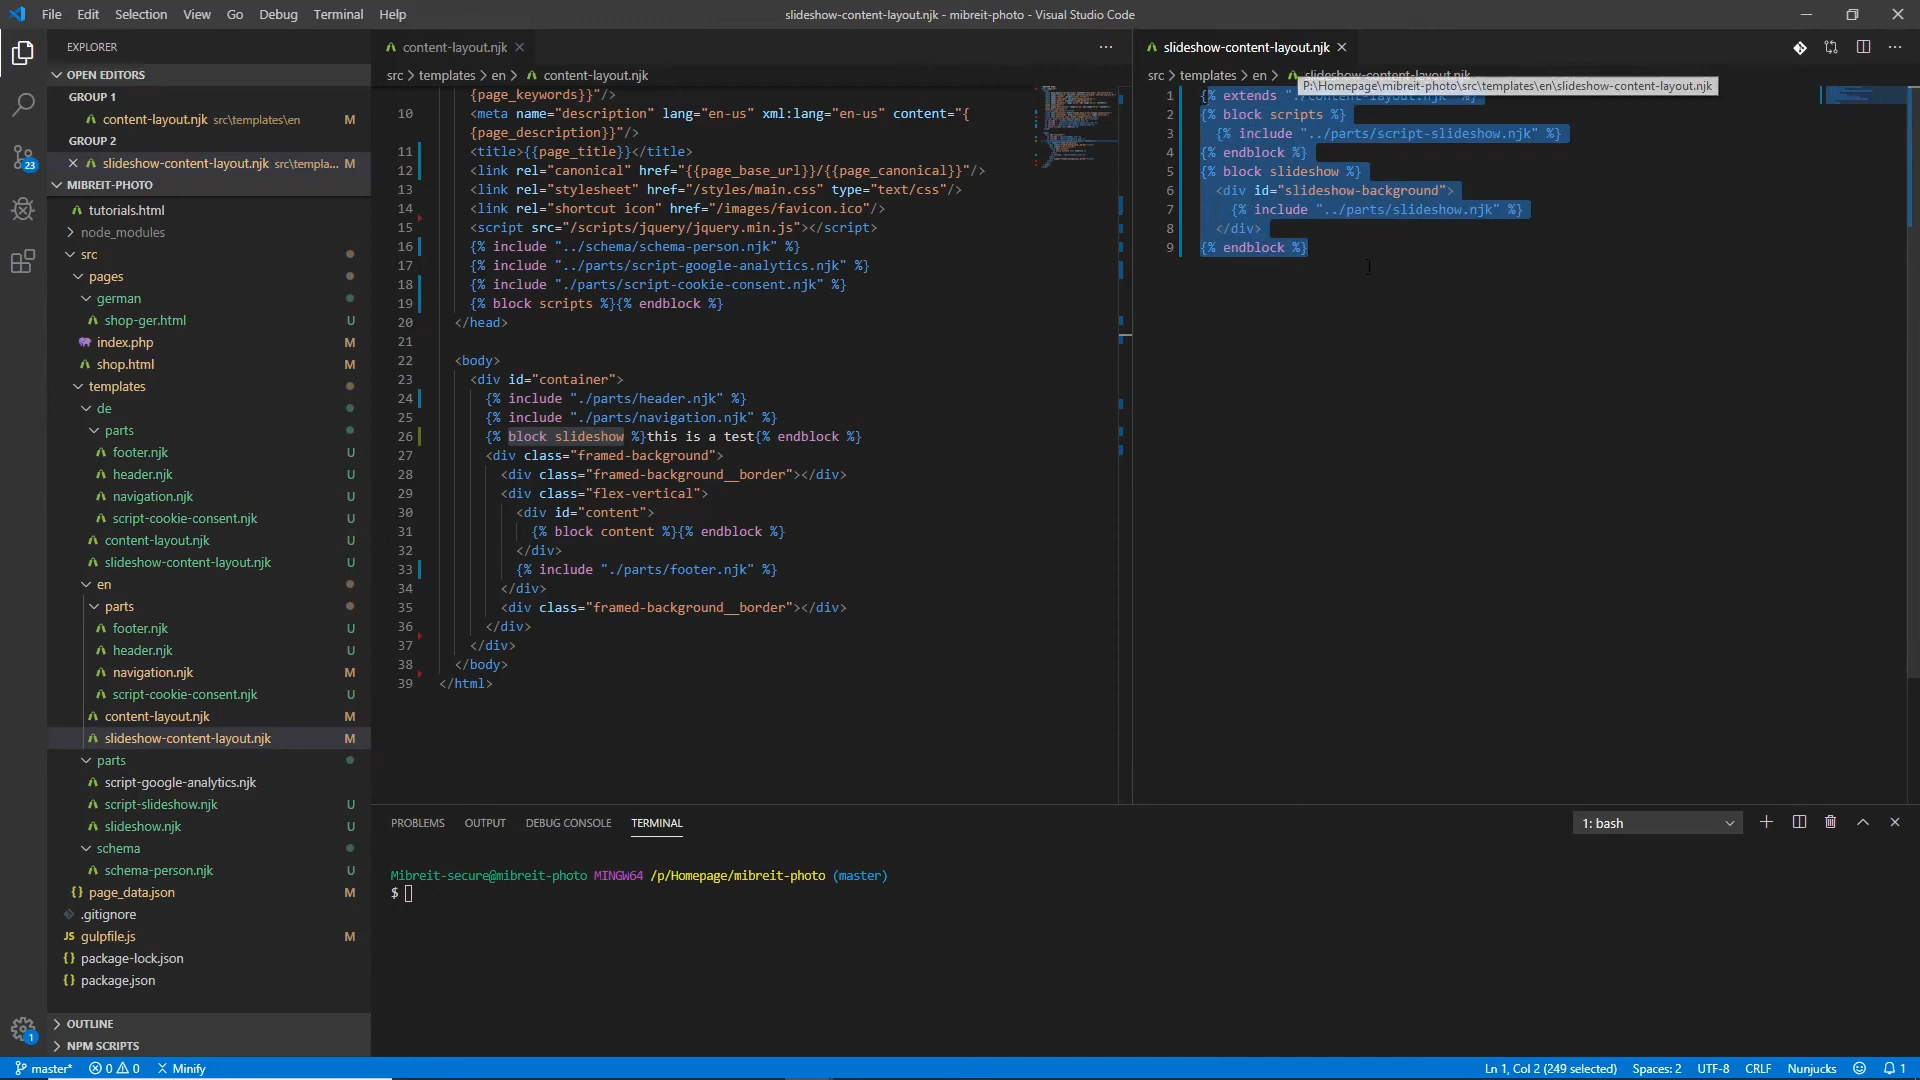 File Edit Selection View Go Debug Terminal Help
slideshow-content-layout.njk - mibreit-photo - Visual Studio Code
EXPLORER
OPEN EDITORS
GROUP 1
content-layout.njk src\templates\en M
GROUP 2
slideshow-content-layout.njk src\templa... M
MIBREIT-PHOTO
tutorials.html
node_modules
src
pages
german
shop-ger.html U
index.php M
shop.html M
templates
de
parts
footer.njk U
header.njk U
navigation.njk U
script-cookie-consent.njk U
content-layout.njk U
slideshow-content-layout.njk U
en
parts
footer.njk U
header.njk U
navigation.njk M
script-cookie-consent.njk U
content-layout.njk M
slideshow-content-layout.njk M
parts
script-google-analytics.njk
script-slideshow.njk U
slideshow.njk U
schema
schema-person.njk U
page_data.json M
.gitignore
gulpfile.js M
package-lock.json
package.json
OUTLINE
NPM SCRIPTS
23
1
content-layout.njk
src > templates > en > content-layout.njk
{page_keywords}}"/>
10 <meta name="description" lang="en-us" xml:lang="en-us" content="{
{page_description}}"/>
11 <title>{{page_title}}</title>
12 <link rel="canonical" href="{{page_base_url}}/{{page_canonical}}"/>
13 <link rel="stylesheet" href="/styles/main.css" type="text/css"/>
14 <link rel="shortcut icon" href="/images/favicon.ico"/>
15 <script src="/scripts/jquery/jquery.min.js"></script>
16 {% include "../schema/schema-person.njk" %}
17 {% include "../parts/script-google-analytics.njk" %}
18 {% include "./parts/script-cookie-consent.njk" %}
19 {% block scripts %}{% endblock %}
20 </head>
21
22 <body>
23 <div id="container">
24 {% include "./parts/header.njk" %}
25 {% include "./parts/navigation.njk" %}
26 {% block slideshow %}this is a test{% endblock %}
27 <div class="framed-background">
28 <div class="framed-background__border"></div>
29 <div class="flex-vertical">
30 <div id="content">
31 {% block content %}{% endblock %}
32 </div>
33 {% include "./parts/footer.njk" %}
34 </div>
35 <div class="framed-background__border"></div>
36 </div>
37 </div>
38 </body>
39 </html>
slideshow-content-layout.njk
src > templates > en > slideshow-content-layout.njk
P:\Homepage\mibreit-photo\src\templates\en\slideshow-content-layout.njk
1 {% extends "./content-layout.njk" %}
2 {% block scripts %}
3 {% include "../parts/script-slideshow.njk" %}
4 {% endblock %}
5 {% block slideshow %}
6 <div id="slideshow-background">
7 {% include "../parts/slideshow.njk" %}
8 </div>
9 {% endblock %}
PROBLEMS OUTPUT DEBUG CONSOLE TERMINAL
1: bash
Mibreit-secure@mibreit-photo MINGW64 /p/Homepage/mibreit-photo (master)
$
master* 0 0 Minify
Ln 1, Col 2 (249 selected) Spaces: 2 UTF-8 CRLF Nunjucks 1